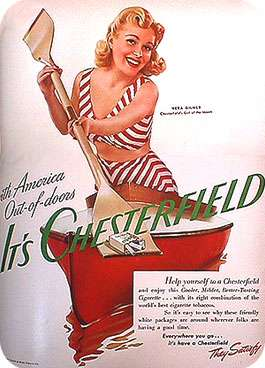 Chesterfield's Girl of the Month
ith America
Out-of-doors
IT'S CHESTERFIELD
Help yourself to a Chesterfield
and enjoy this Cooler, Milder, Better-Tasting
Cigarette . . . with its right combination of the
world's best cigarette tobaccos.
So it's easy to see why these friendly
white packages are around wherever folks are
having a good time.
Everywhere you go . . .
It's have a Chesterfield
They Satisfy